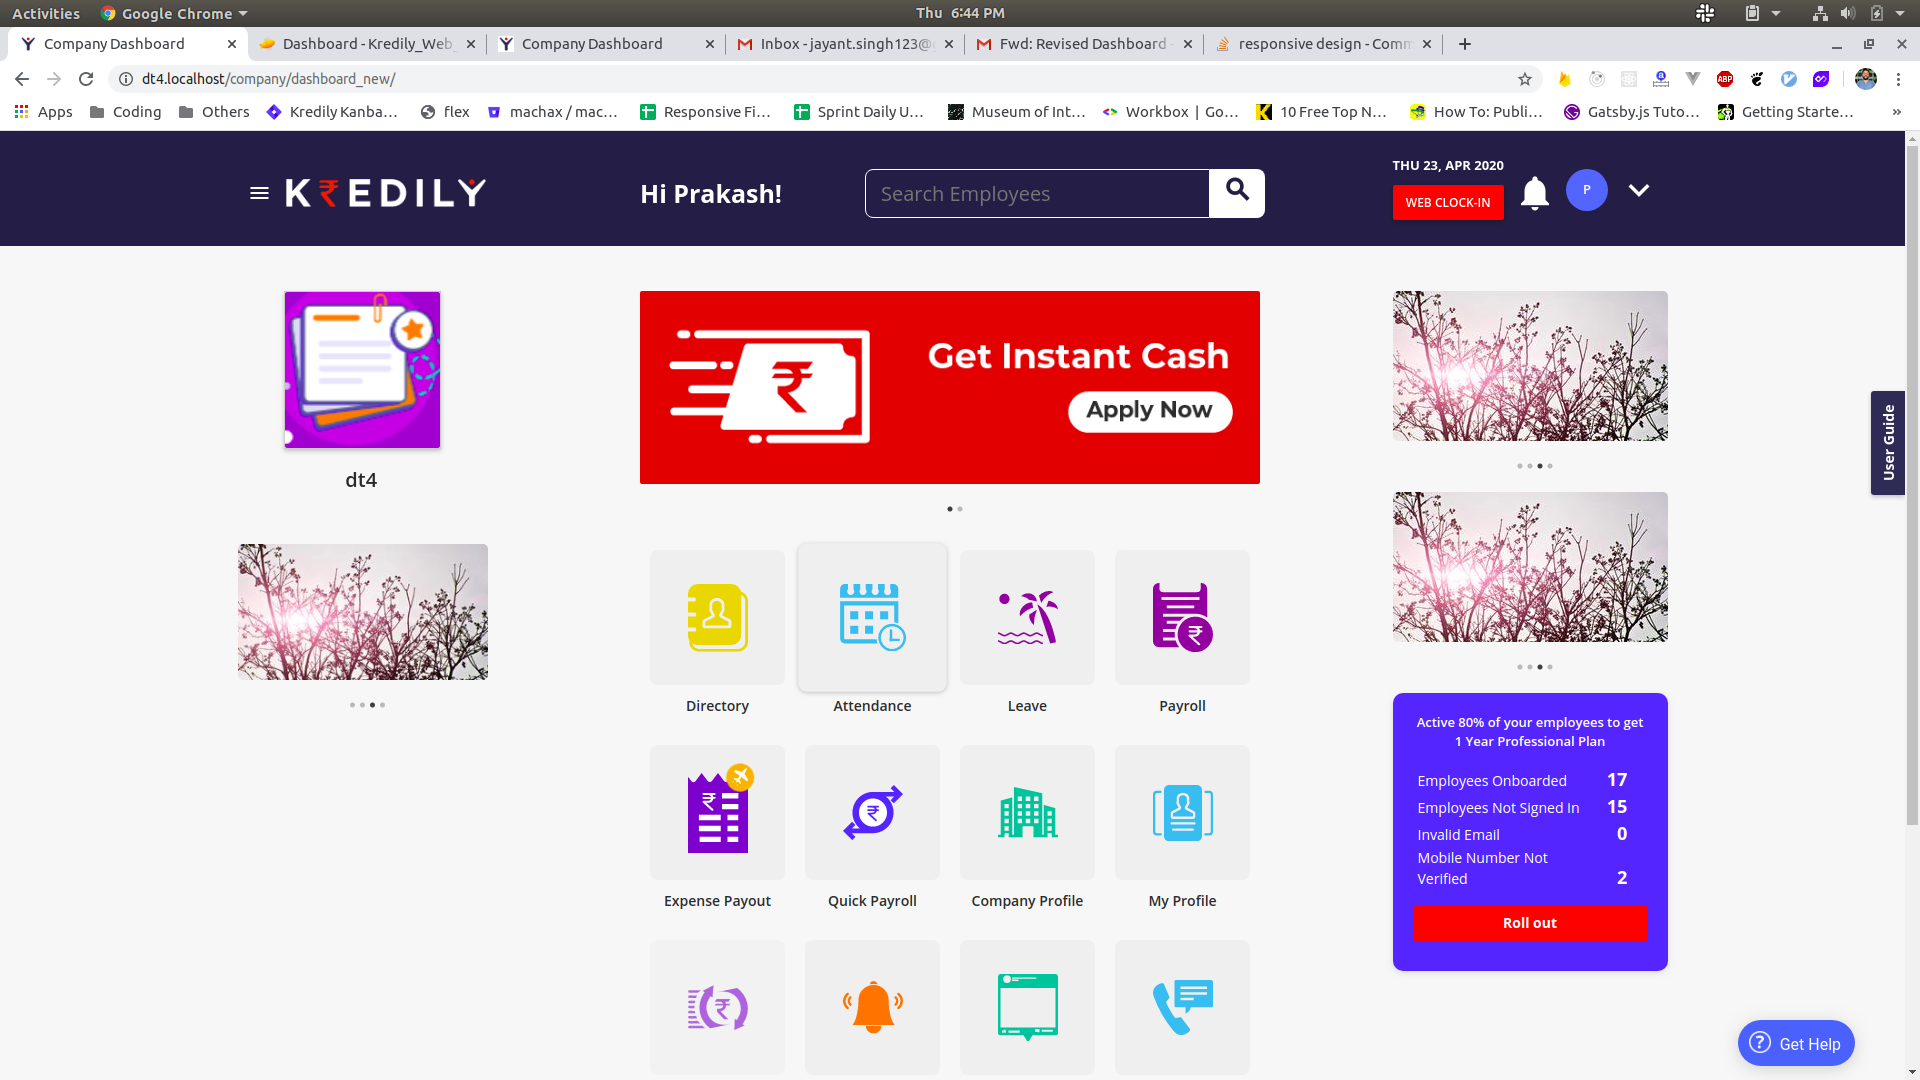 Activities
Google Chrome
Thu 6:44 PM
Company Dashboard
Dashboard - Kredily_Web_
Company Dashboard
Inbox - jayant.singh123@
Fwd: Revised Dashboard -
responsive design - Comm
dt4.localhost/company/dashboard_new/
Apps
Coding
Others
Kredily Kanba...
flex
machax / mac...
Responsive Fi...
Sprint Daily U...
Museum of Int...
Workbox | Go...
10 Free Top N...
How To: Publi...
Gatsby.js Tuto...
Getting Starte...
»
KREDILY
Hi Prakash!
Search Employees
THU 23, APR 2020
WEB CLOCK-IN
P
dt4
Get Instant Cash
Apply Now
User Guide
Directory
Attendance
Leave
Payroll
Expense Payout
Quick Payroll
Company Profile
My Profile
Active 80% of your employees to get
1 Year Professional Plan
Employees Onboarded 17
Employees Not Signed In 15
Invalid Email 0
Mobile Number Not
Verified 2
Roll out
Get Help